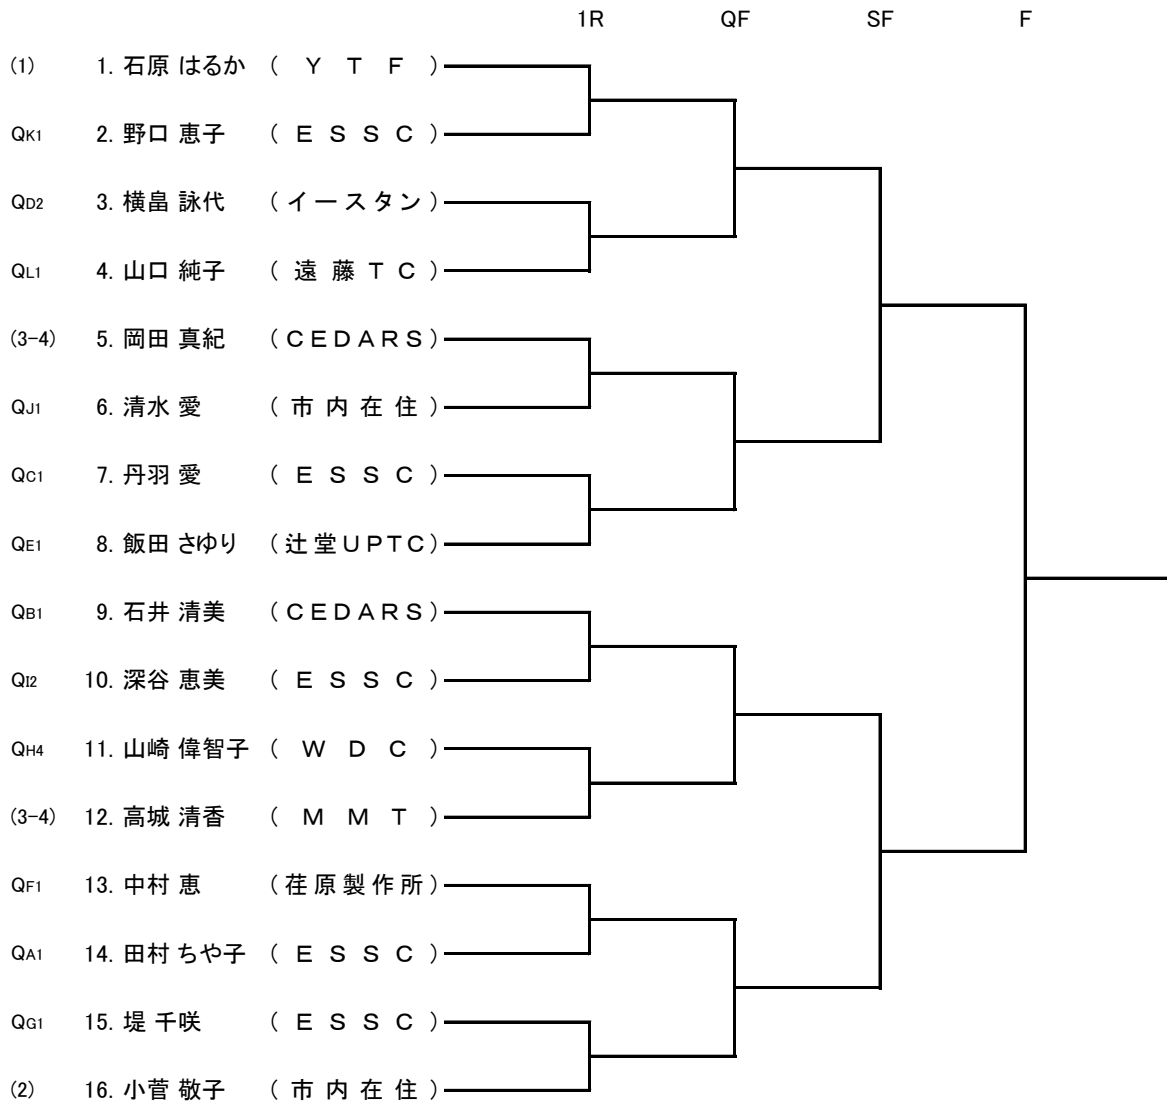 1R QF SF F
(1) 1. 石原 はるか ( Y T F )
QK1 2. 野口 恵子 ( E S S C )
QD2 3. 横畠 詠代 ( イースタン )
QL1 4. 山口 純子 ( 遠 藤 T C )
(3-4) 5. 岡田 真紀 ( CEDARS )
QJ1 6. 清水 愛 ( 市 内 在 住 )
QC1 7. 丹羽 愛 ( E S S C )
QE1 8. 飯田 さゆり ( 辻堂UPTC )
QB1 9. 石井 清美 ( CEDARS )
QI2 10. 深谷 恵美 ( E S S C )
QH4 11. 山崎 偉智子 ( W D C )
(3-4) 12. 高城 清香 ( M M T )
QF1 13. 中村 恵 ( 荏原製作所 )
QA1 14. 田村 ちや子 ( E S S C )
QG1 15. 堤 千咲 ( E S S C )
(2) 16. 小菅 敬子 ( 市 内 在 住 )